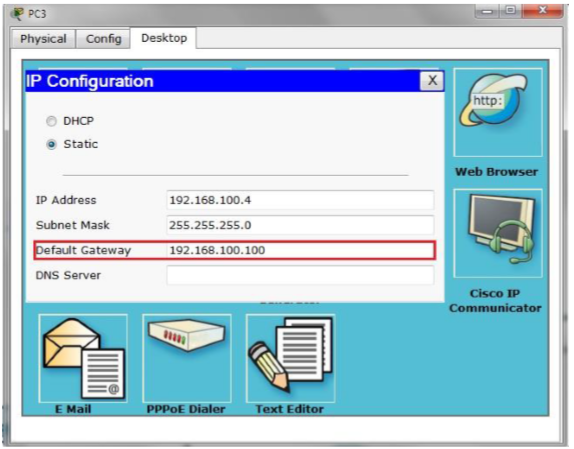 PC3
Physical Config Desktop
IP Configuration X
DHCP
Static
IP Address 192.168.100.4
Subnet Mask 255.255.255.0
Default Gateway 192.168.100.100
DNS Server
http:
Web Browser
Cisco IP
Communicator
@
E Mail
PPPoE Dialer
Text Editor